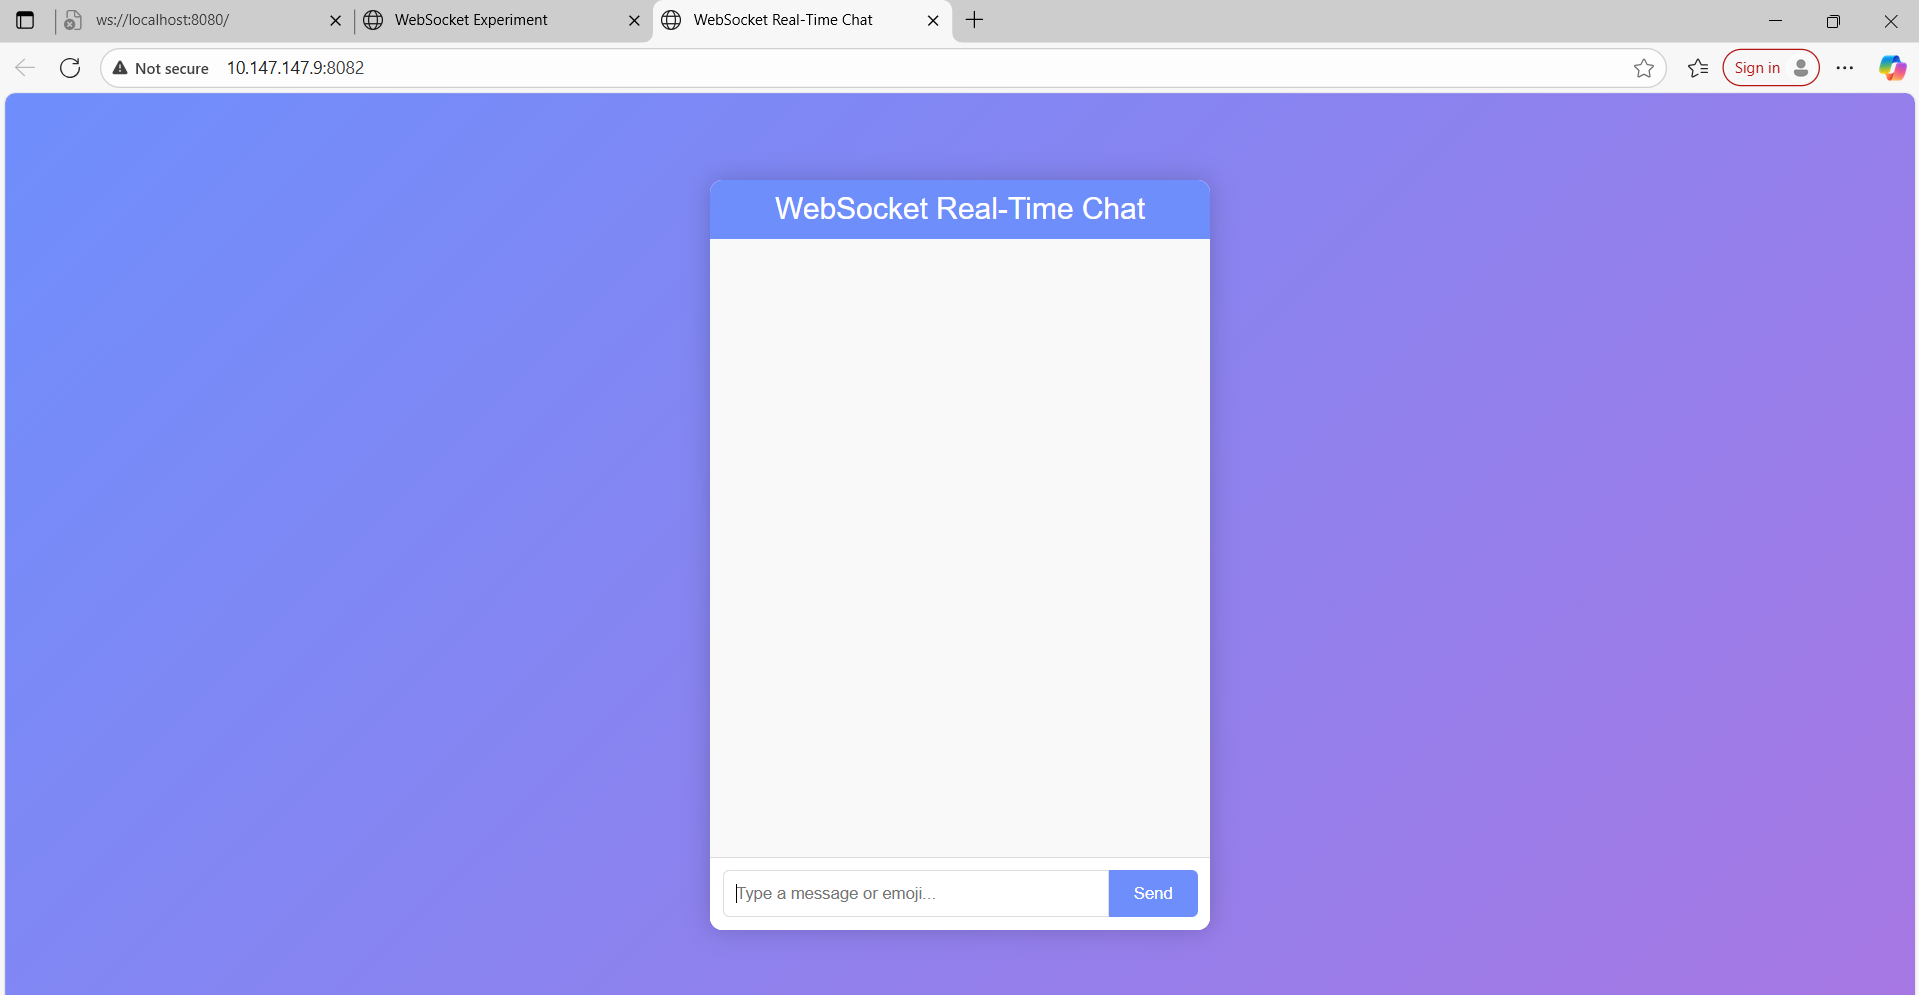 ws://localhost:8080/
WebSocket Experiment
WebSocket Real-Time Chat
Not secure
10.147.147.9:8082
Sign in
WebSocket Real-Time Chat
Type a message or emoji...
Send